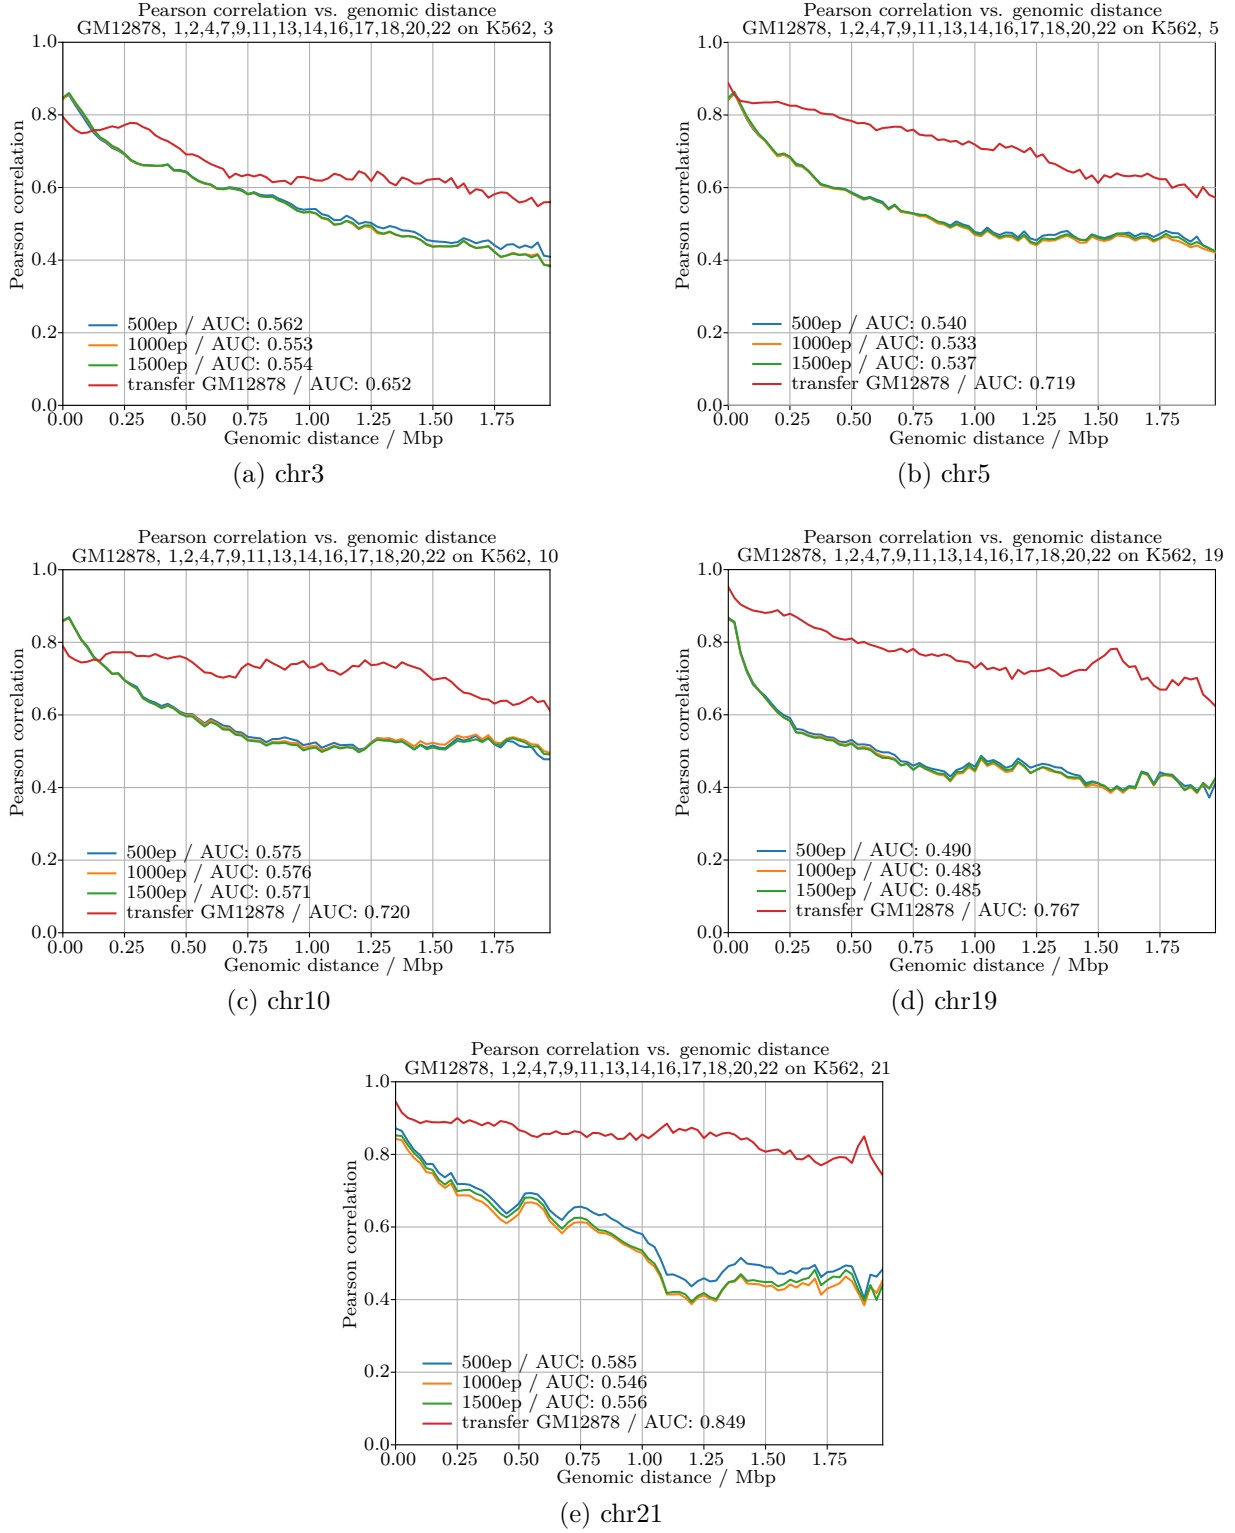 Pearson correlation vs. genomic distance
GM12878, 1,2,4,7,9,11,13,14,16,17,18,20,22 on K562, 3
1.0
0.8
0.6
0.4
0.2
0.0
Pearson correlation
500ep / AUC: 0.562
1000ep / AUC: 0.553
1500ep / AUC: 0.554
transfer GM12878 / AUC: 0.652
0.00 0.25 0.50 0.75 1.00 1.25 1.50 1.75
Genomic distance / Mbp
(a) chr3
Pearson correlation vs. genomic distance
GM12878, 1,2,4,7,9,11,13,14,16,17,18,20,22 on K562, 5
1.0
0.8
0.6
0.4
0.2
0.0
Pearson correlation
500ep / AUC: 0.540
1000ep / AUC: 0.533
1500ep / AUC: 0.537
transfer GM12878 / AUC: 0.719
0.00 0.25 0.50 0.75 1.00 1.25 1.50 1.75
Genomic distance / Mbp
(b) chr5
Pearson correlation vs. genomic distance
GM12878, 1,2,4,7,9,11,13,14,16,17,18,20,22 on K562, 10
1.0
0.8
0.6
0.4
0.2
0.0
Pearson correlation
500ep / AUC: 0.575
1000ep / AUC: 0.576
1500ep / AUC: 0.571
transfer GM12878 / AUC: 0.720
0.00 0.25 0.50 0.75 1.00 1.25 1.50 1.75
Genomic distance / Mbp
(c) chr10
Pearson correlation vs. genomic distance
GM12878, 1,2,4,7,9,11,13,14,16,17,18,20,22 on K562, 19
1.0
0.8
0.6
0.4
0.2
0.0
Pearson correlation
500ep / AUC: 0.490
1000ep / AUC: 0.483
1500ep / AUC: 0.485
transfer GM12878 / AUC: 0.767
0.00 0.25 0.50 0.75 1.00 1.25 1.50 1.75
Genomic distance / Mbp
(d) chr19
Pearson correlation vs. genomic distance
GM12878, 1,2,4,7,9,11,13,14,16,17,18,20,22 on K562, 21
1.0
0.8
0.6
0.4
0.2
0.0
Pearson correlation
500ep / AUC: 0.585
1000ep / AUC: 0.546
1500ep / AUC: 0.556
transfer GM12878 / AUC: 0.849
0.00 0.25 0.50 0.75 1.00 1.25 1.50 1.75
Genomic distance / Mbp
(e) chr21